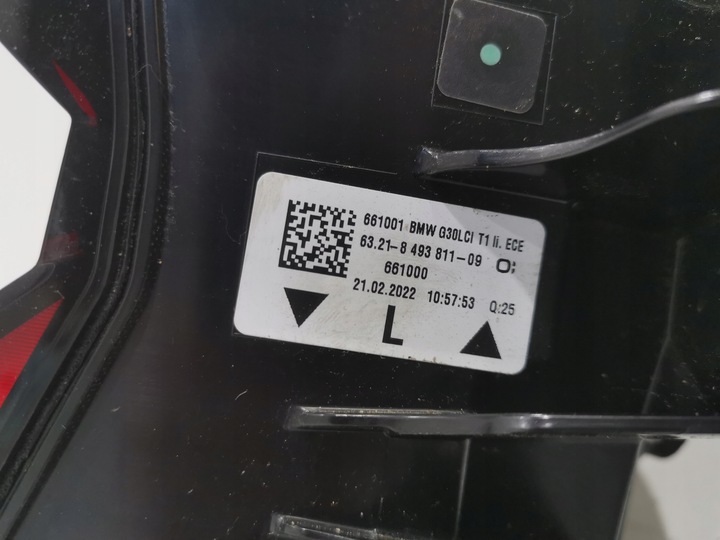 661001 BMW G30LCI T1 li. ECE
63.21-8 493 811-09 O:
661000
21.02.2022 10:57:53 Q:25
L